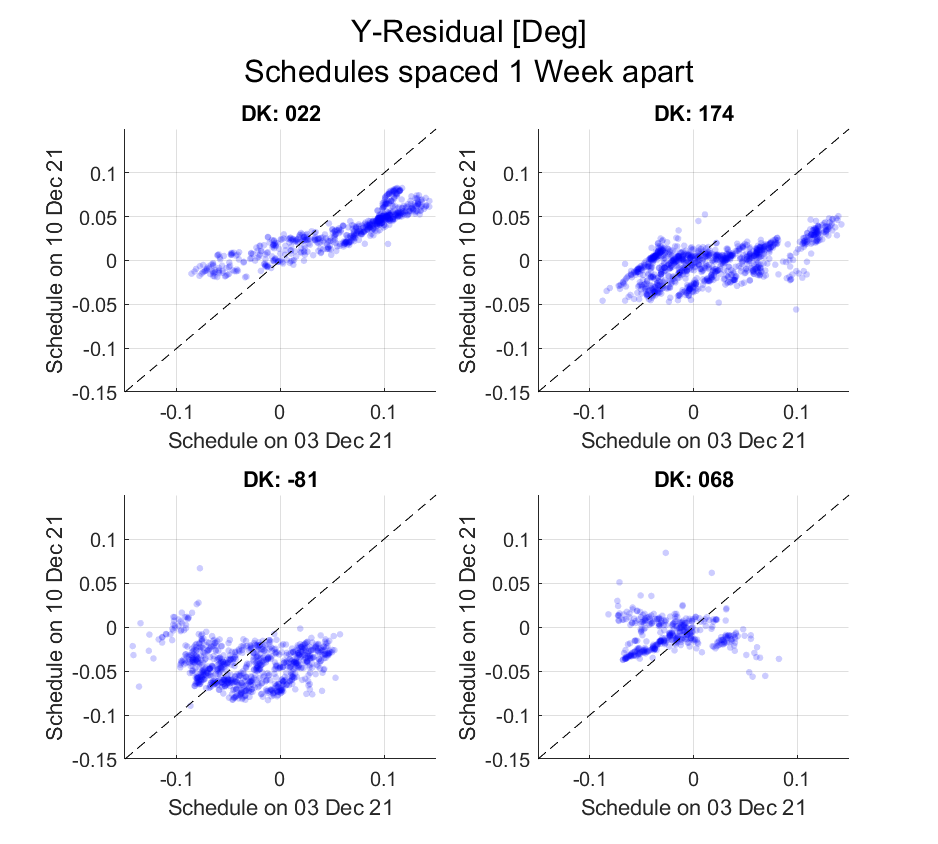 Y-Residual [Deg]
Schedules spaced 1 Week apart
DK: 022
0.1
0.05
0
-0.05
-0.1
-0.15
-0.1
0
0.1
Schedule on 10 Dec 21
Schedule on 03 Dec 21
DK: 174
0.1
0.05
0
-0.05
-0.1
-0.15
-0.1
0
0.1
Schedule on 10 Dec 21
Schedule on 03 Dec 21
DK: -81
0.1
0.05
0
-0.05
-0.1
-0.15
-0.1
0
0.1
Schedule on 10 Dec 21
Schedule on 03 Dec 21
DK: 068
0.1
0.05
0
-0.05
-0.1
-0.15
-0.1
0
0.1
Schedule on 10 Dec 21
Schedule on 03 Dec 21